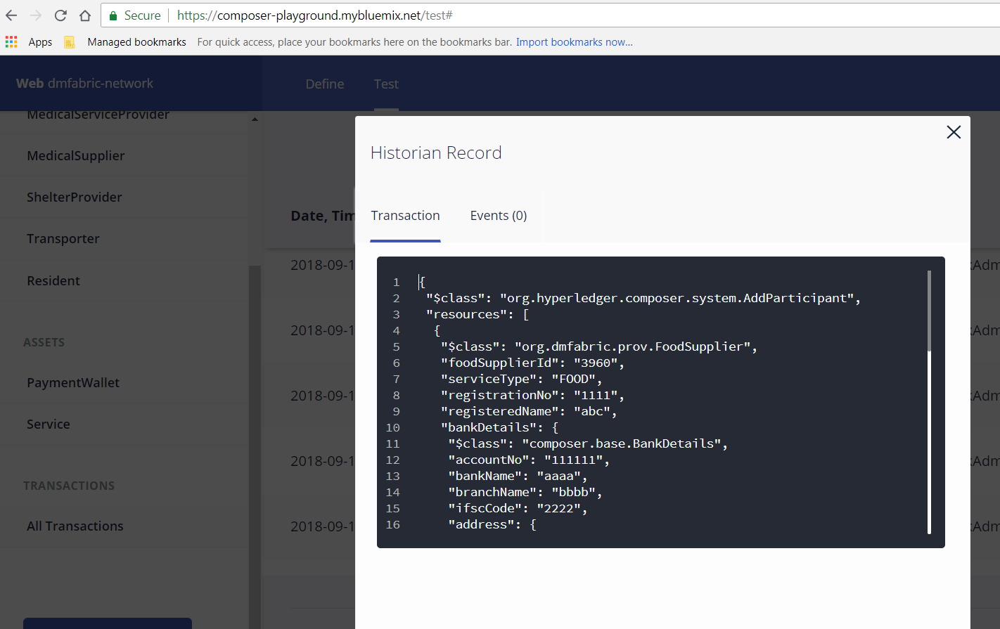 Secure https://composer-playground.mybluemix.net/test#
Apps Managed bookmarks For quick access, place your bookmarks here on the bookmarks bar. Import bookmarks now...
Web dmfabric-network Define Test
MedicalServiceProvider
MedicalSupplier
ShelterProvider
Transporter
Resident
ASSETS
PaymentWallet
Service
TRANSACTIONS
All Transactions
Date, Tim
2018-09-1
2018-09-1
2018-09-1
2018-09-1
2018-09-1
Historian Record
Transaction Events (0)
1 {
2 "$class": "org.hyperledger.composer.system.AddParticipant",
3 "resources": [
4 {
5 "$class": "org.dmfabric.prov.FoodSupplier",
6 "foodSupplierId": "3960",
7 "serviceType": "FOOD",
8 "registrationNo": "1111",
9 "registeredName": "abc",
10 "bankDetails": {
11 "$class": "composer.base.BankDetails",
12 "accountNo": "111111",
13 "bankName": "aaaa",
14 "branchName": "bbbb",
15 "ifscCode": "2222",
16 "address": {